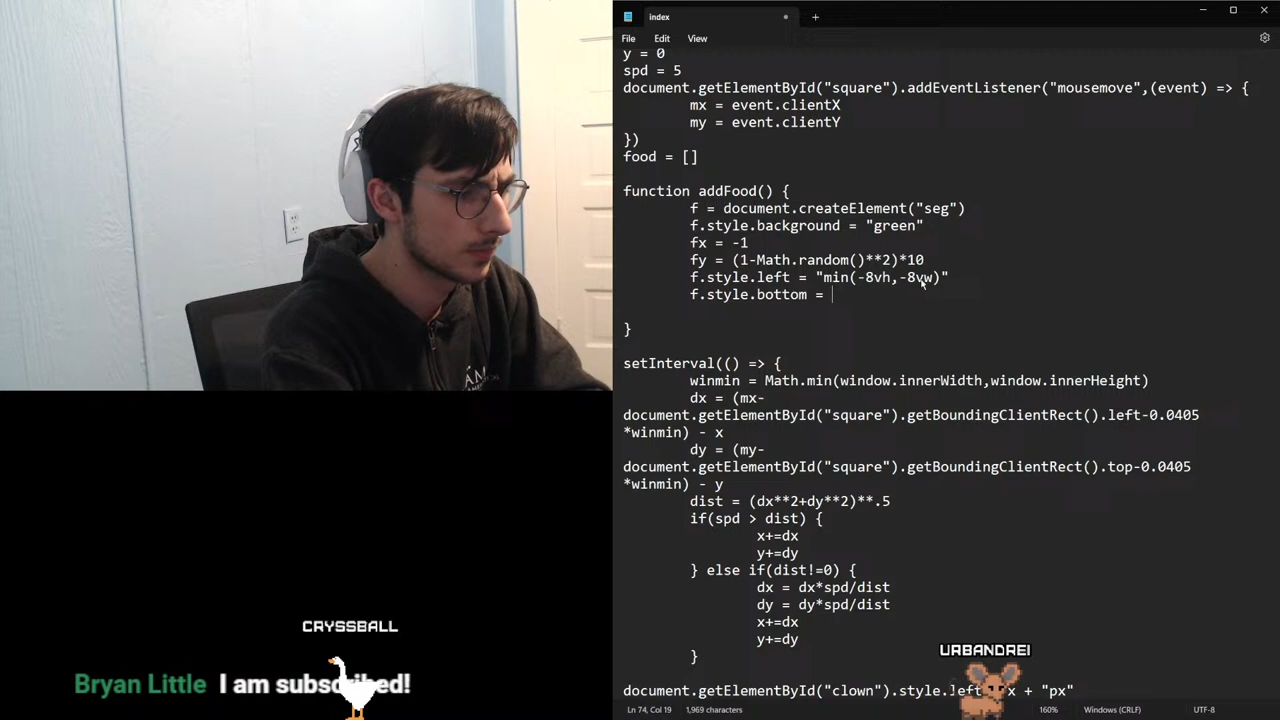 index
File Edit View
y = 0
spd = 5
document.getElementById("square").addEventListener("mousemove",(event) => {
mx = event.clientX
my = event.clientY
})
food = []
function addFood() {
f = document.createElement("seg")
f.style.background = "green"
fx = -1
fy = (1-Math.random()**2)*10
f.style.left = "min(-8vh,-8vw)"
f.style.bottom =
}
setInterval(() => {
winmin = Math.min(window.innerWidth,window.innerHeight)
dx = (mx-
document.getElementById("square").getBoundingClientRect().left-0.0405
*winmin) - x
dy = (my-
document.getElementById("square").getBoundingClientRect().top-0.0405
*winmin) - y
dist = (dx**2+dy**2)**.5
if(spd > dist) {
x+=dx
y+=dy
} else if(dist!=0) {
dx = dx*spd/dist
dy = dy*spd/dist
x+=dx
y+=dy
}
document.getElementById("clown").style.left x + "px"
Ln 74, Col 19 1,969 characters 160% Windows (CRLF) UTF-8
CRYSSBALL
Bryan Little I am subscribed!
URBANDREI